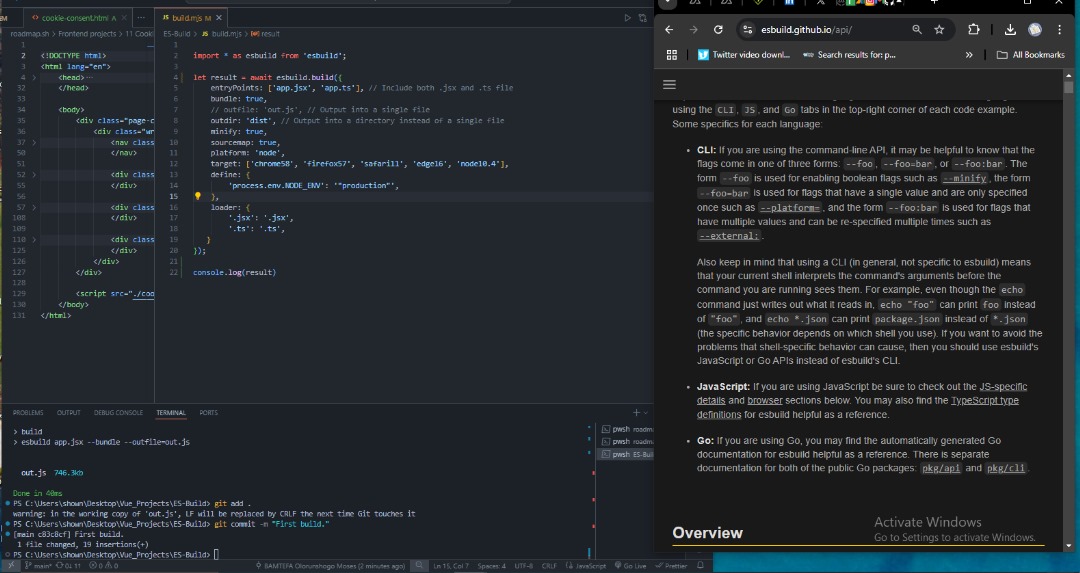 cookie-consent.html A
build.mjs M
roadmap.sh > Frontend projects > 11 Cooki
ES-Build > JS build.mjs > result
1
2 <!DOCTYPE html>
3 <html lang="en">
4 <head> ...
32 </head>
33
34 <body>
35 <div class="page-c
36 <div class="wr
37 <nav class
51 </nav>
52 <div class
55 </div>
56
57 <div class
108 </div>
109
110 <div class
125 </div>
126 </div>
127 </div>
128
129 <script src="./coo
130 </body>
131 </html>
1
2 import * as esbuild from 'esbuild';
3
4 let result = await esbuild.build({
5 entryPoints: ['app.jsx', 'app.ts'], // Include both .jsx and .ts file
6 bundle: true,
7 // outfile: 'out.js', // Output into a single file
8 outdir: 'dist', // Output into a directory instead of a single file
9 minify: true,
10 sourcemap: true,
11 platform: 'node',
12 target: ['chrome58', 'firefox57', 'safari11', 'edge16', 'node10.4'],
13 define: {
14 'process.env.NODE_ENV': '"production"',
15 },
16 loader: {
17 '.jsx': '.jsx',
18 '.ts': '.ts',
19 }
20 });
21
22 console.log(result)
PROBLEMS OUTPUT DEBUG CONSOLE TERMINAL PORTS
> build
> esbuild app.jsx --bundle --outfile=out.js
out.js 746.3kb
Done in 40ms
PS C:\Users\shown\Desktop\Vue_Projects\ES-Build> git add .
warning: in the working copy of 'out.js', LF will be replaced by CRLF the next time Git touches it
PS C:\Users\shown\Desktop\Vue_Projects\ES-Build> git commit -m "First build."
[main c83c8cf] First build.
1 file changed, 19 insertions(+)
PS C:\Users\shown\Desktop\Vue_Projects\ES-Build>
pwsh roadm
pwsh roadma
pwsh ES-Buil
main* 0↓ 11↑ 0 0 BAMTEFA Olorunshogo Moses (2 minutes ago) Ln 15, Col 7 Spaces: 4 UTF-8 CRLF JavaScript Go Live Prettier
esbuild.github.io/api/
Twitter video downl... Search results for: p... » All Bookmarks
using the CLI, JS, and Go tabs in the top-right corner of each code example.
Some specifics for each language:
• CLI: If you are using the command-line API, it may be helpful to know that the
flags come in one of three forms: --foo, --foo=bar, or --foo:bar. The
form --foo is used for enabling boolean flags such as --minify, the form
--foo=bar is used for flags that have a single value and are only specified
once such as --platform=, and the form --foo:bar is used for flags that
have multiple values and can be re-specified multiple times such as
--external:.
Also keep in mind that using a CLI (in general, not specific to esbuild) means
that your current shell interprets the command's arguments before the
command you are running sees them. For example, even though the echo
command just writes out what it reads in, echo "foo" can print foo instead
of "foo", and echo *.json can print package.json instead of *.json
(the specific behavior depends on which shell you use). If you want to avoid the
problems that shell-specific behavior can cause, then you should use esbuild's
JavaScript or Go APIs instead of esbuild's CLI.
• JavaScript: If you are using JavaScript be sure to check out the JS-specific
details and browser sections below. You may also find the TypeScript type
definitions for esbuild helpful as a reference.
• Go: If you are using Go, you may find the automatically generated Go
documentation for esbuild helpful as a reference. There is separate
documentation for both of the public Go packages: pkg/api and pkg/cli.
Overview
Activate Windows
Go to Settings to activate Windows.